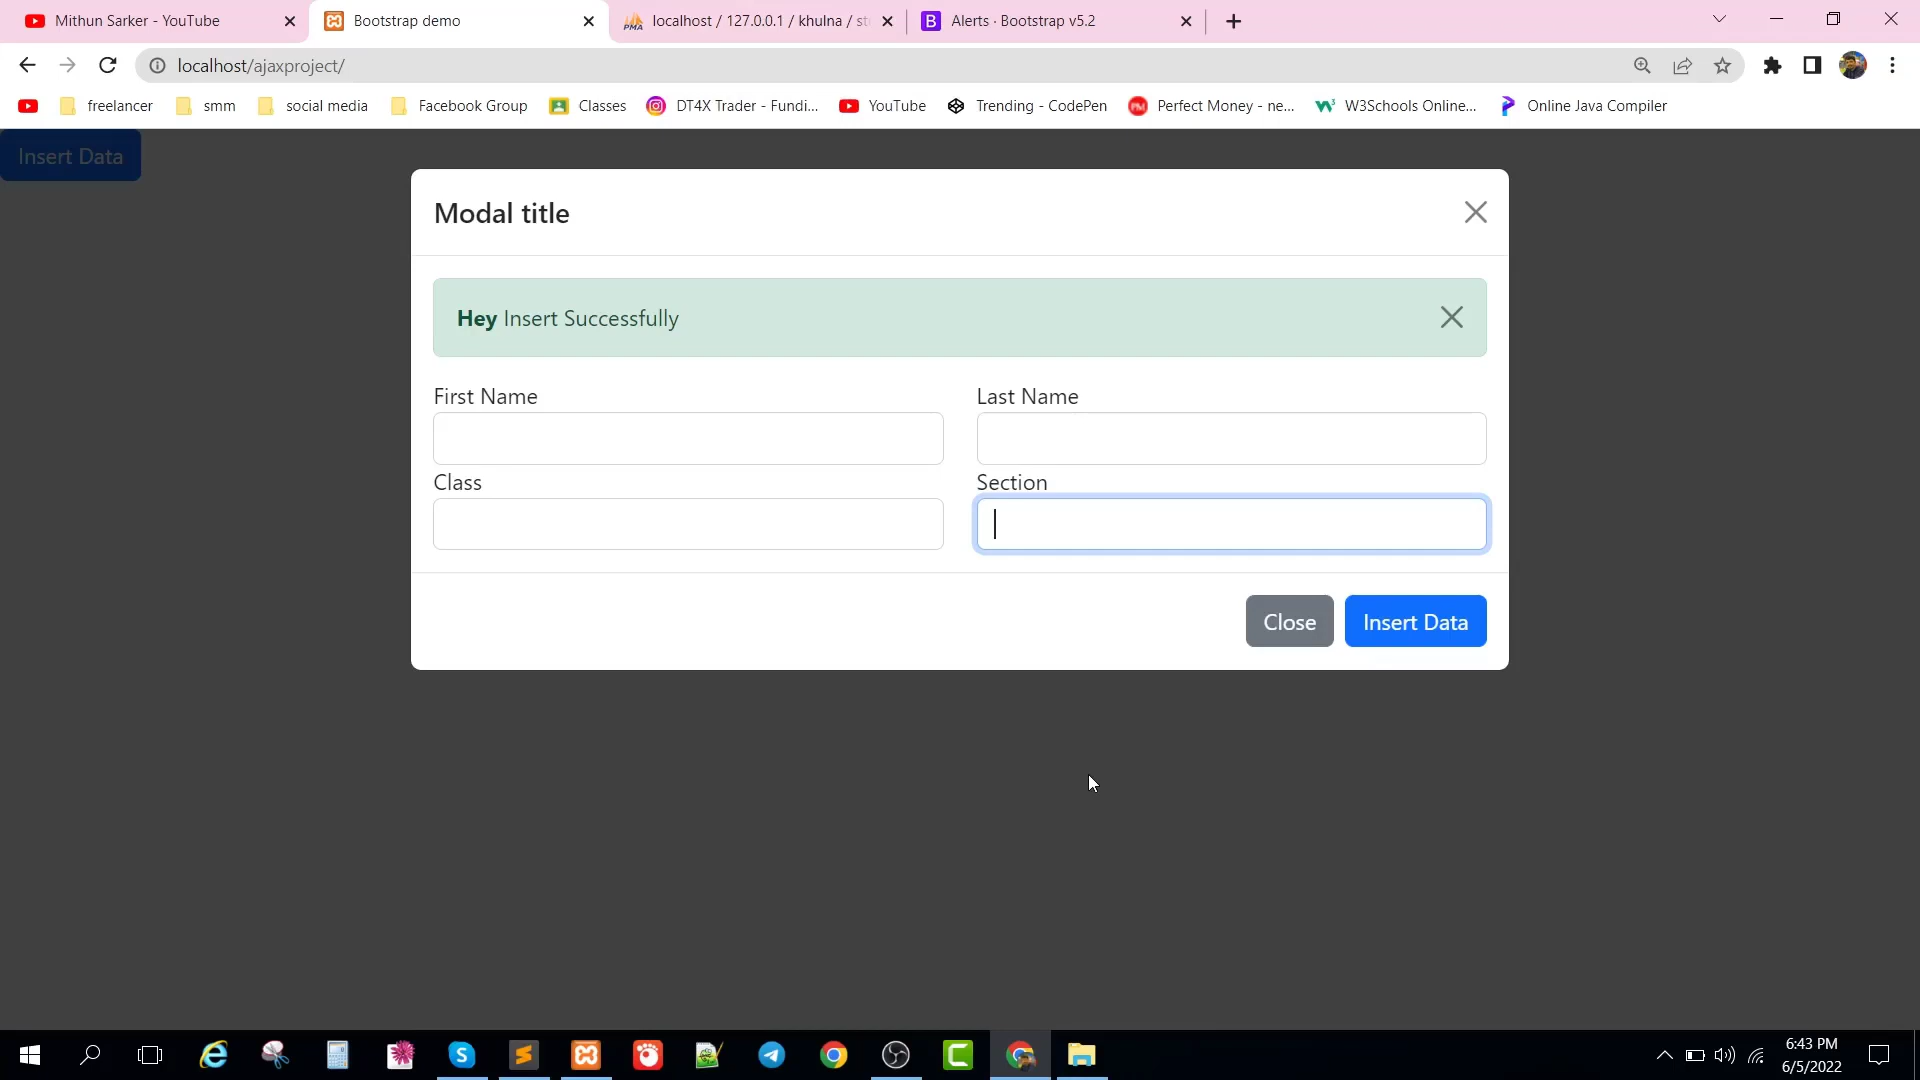 Mithun Sarker - YouTube
Bootstrap demo
localhost / 127.0.0.1 / khulna / st
Alerts · Bootstrap v5.2
localhost/ajaxproject/
freelancer
smm
social media
Facebook Group
Classes
DT4X Trader - Fundi...
YouTube
Trending - CodePen
Perfect Money - ne...
W3Schools Online...
Online Java Compiler
Insert Data
Modal title
Hey Insert Successfully
First Name
Last Name
Class
Section
Close
Insert Data
6:43 PM
6/5/2022